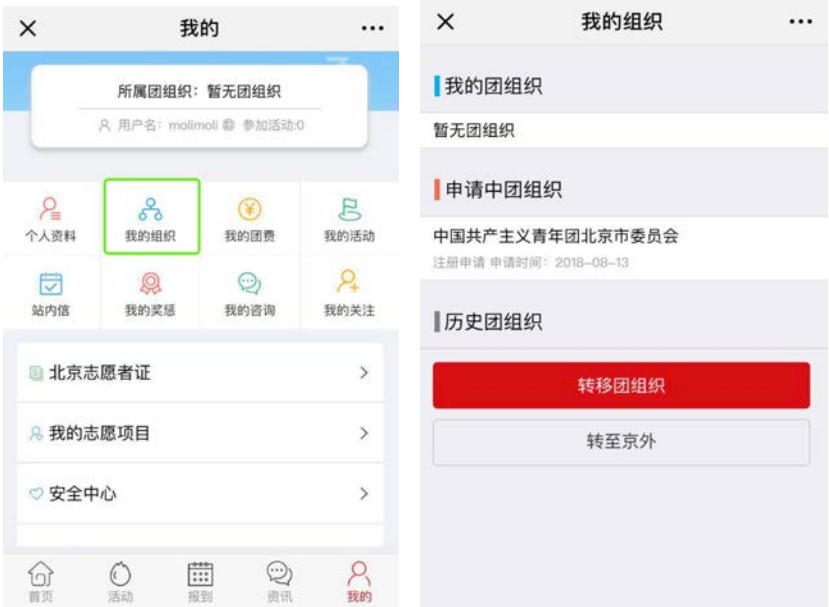 我的
所属团组织：暂无团组织
用户名：molimoli 参加活动:0
个人资料
我的组织
我的团费
我的活动
站内信
我的奖惩
我的咨询
我的关注
北京志愿者证
我的志愿项目
安全中心
首页
活动
报到
资讯
我的
我的组织
我的团组织
暂无团组织
申请中团组织
中国共产主义青年团北京市委员会
注册申请 申请时间：2018-08-13
历史团组织
转移团组织
转至京外